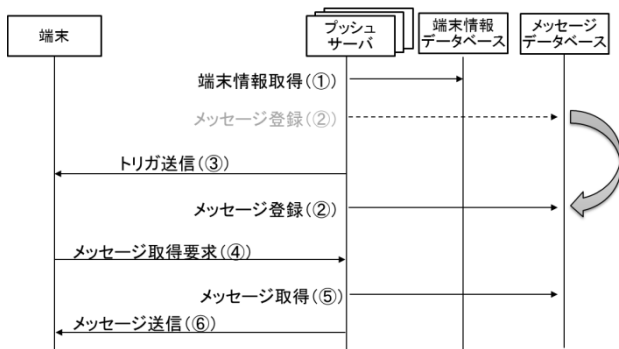 端末
プッシュ
サーバ
端末情報
データベース
メッセージ
データベース
端末情報取得(①)
メッセージ登録(②)
トリガ送信(③)
メッセージ登録(②)
メッセージ取得要求(④)
メッセージ取得(⑤)
メッセージ送信(⑥)